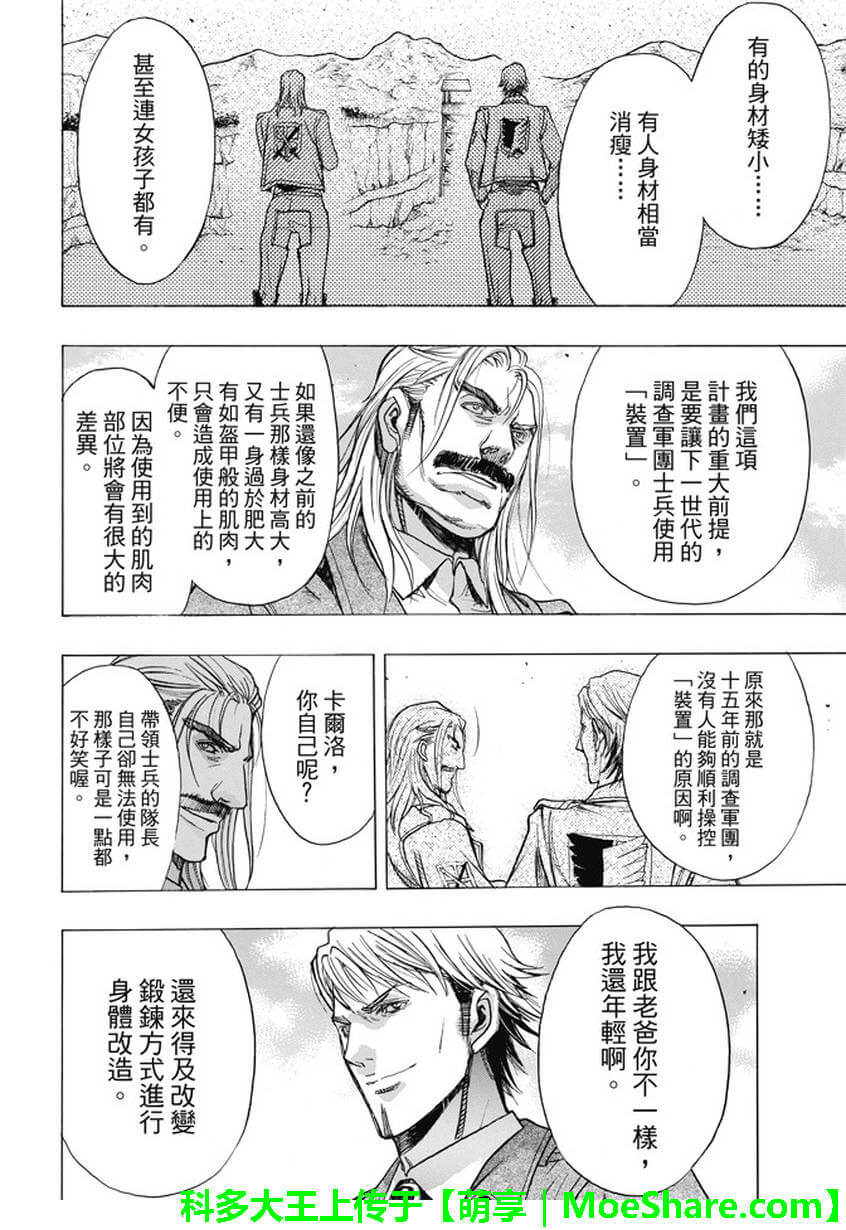 有的身材矮小……
有人身材相當
消瘦……
甚至連女孩子都有。
我們這項
計畫的重大前提，
是要讓下一世代的
調查軍團士兵使用
「裝置」。
如果還像之前的
士兵那樣身材高大，
又有一身過於肥大
有如盔甲般的肌肉，
只會造成使用上的
不便。
因為使用到的肌肉
部位將會有很大的
差異。
原來那就是
十五年前的調查軍團，
沒有人能夠順利操控
「裝置」的原因啊。
卡爾洛，
你自己呢？
帶領士兵的隊長
自己卻無法使用，
那樣子可是一點都
不好笑喔。
我跟老爸你不一樣，
我還年輕啊。
還來得及改變
鍛鍊方式進行
身體改造。
科多大王上传于【萌享｜MoeShare.com】